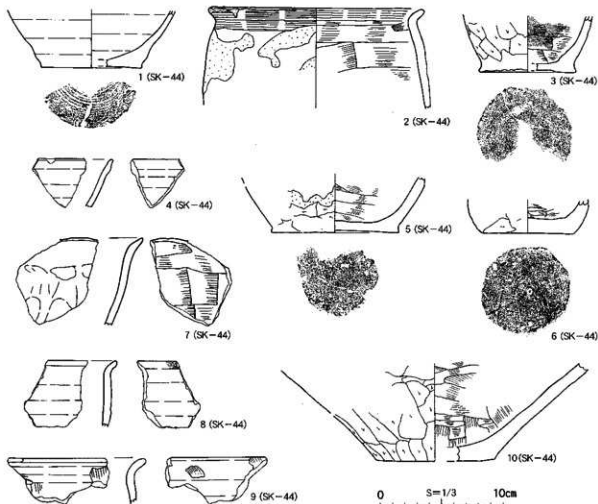 1 (SK-44)
2 (SK-44)
3 (SK-44)
4 (SK-44)
5 (SK-44)
6 (SK-44)
7 (SK-44)
8 (SK-44)
9 (SK-44)
10(SK-44)
0 S=1/3 10cm